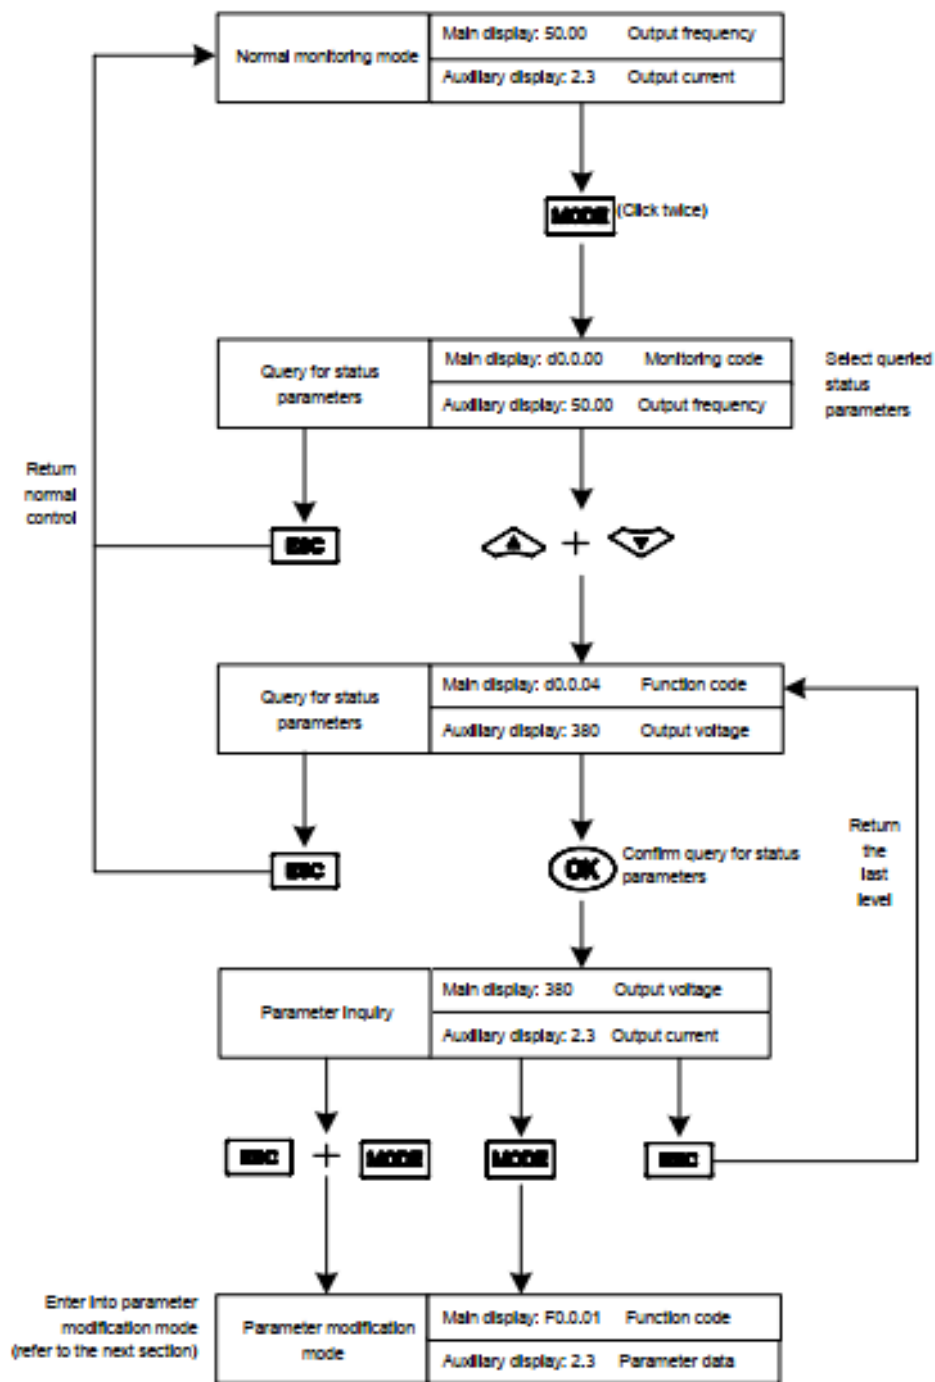 Normal monitoring mode
Main display: 50.00 Output frequency
Auxiliary display: 2.3 Output current
MODE (Click twice)
Query for status
parameters
Main display: d0.0.00 Monitoring code
Auxiliary display: 50.00 Output frequency
Select queried
status
parameters
Return
normal
control
ESC
+
Query for status
parameters
Main display: d0.0.04 Function code
Auxiliary display: 380 Output voltage
ESC
OK
Confirm query for status
parameters
Return
the
last
level
Parameter Inquiry
Main display: 380 Output voltage
Auxiliary display: 2.3 Output current
ESC + MODE MODE ESC
Enter into parameter
modification mode
(refer to the next section)
Parameter modification
mode
Main display: F0.0.01 Function code
Auxiliary display: 2.3 Parameter data